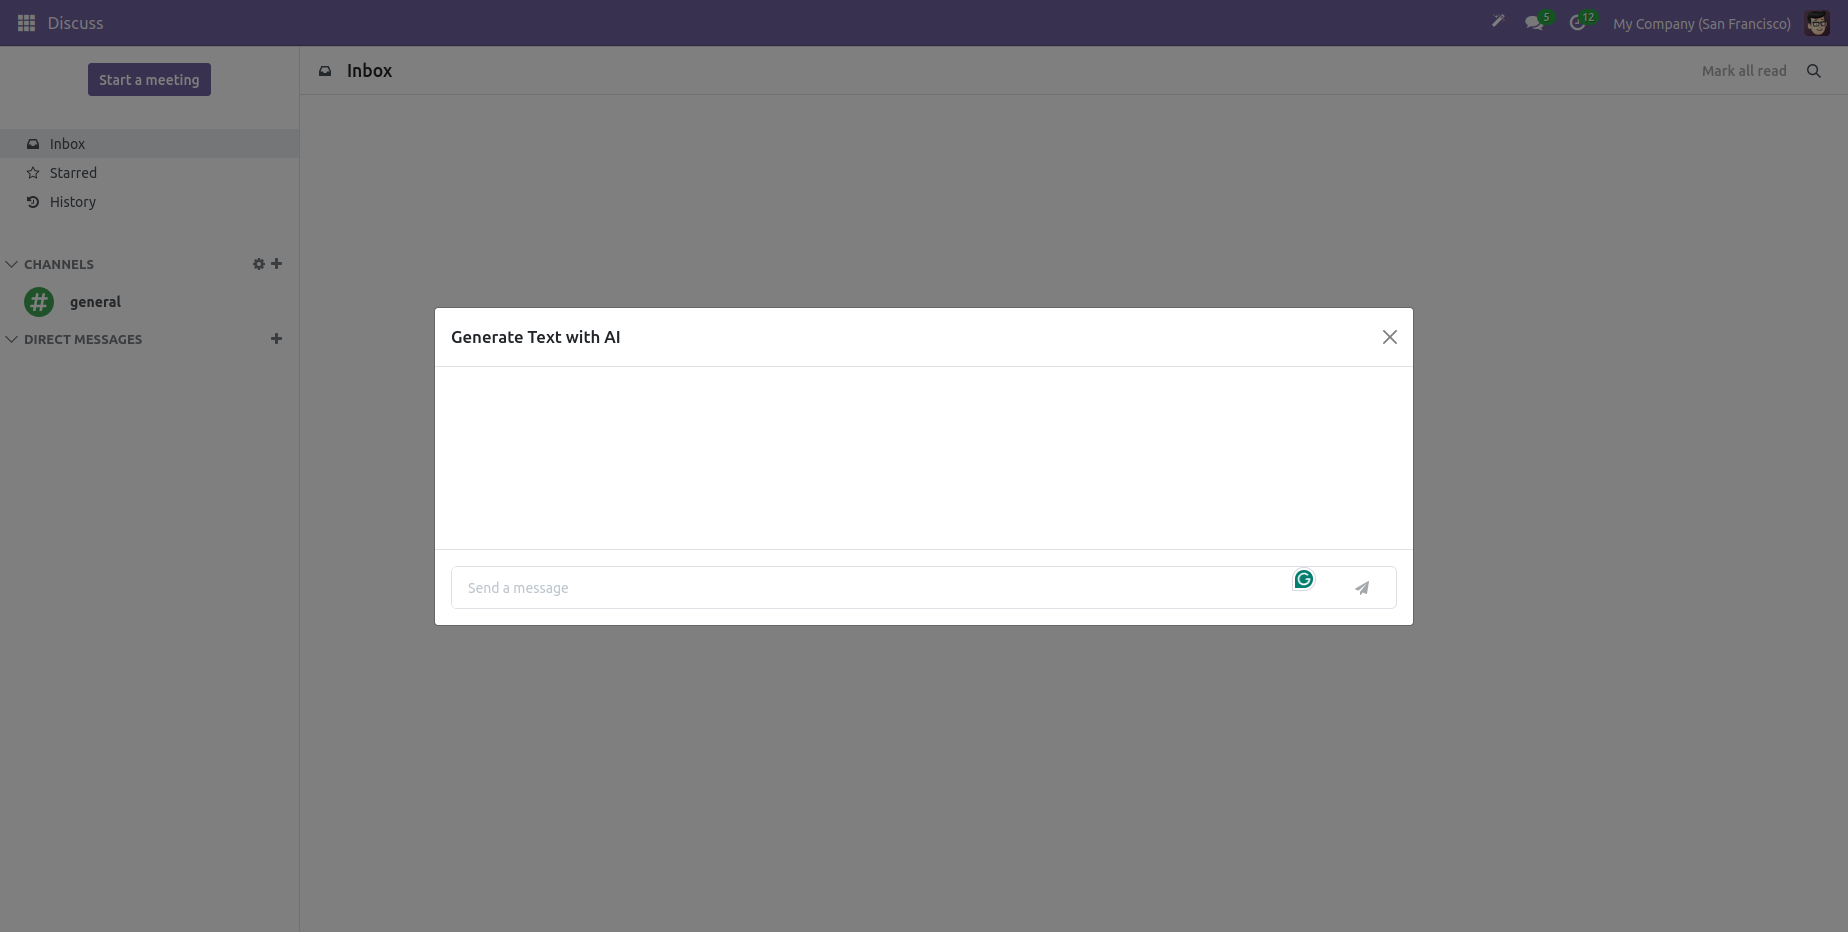 Discuss
5
12
My Company (San Francisco)
Start a meeting
Inbox
Mark all read
Inbox
Starred
History
CHANNELS
general
DIRECT MESSAGES
Generate Text with AI
Send a message